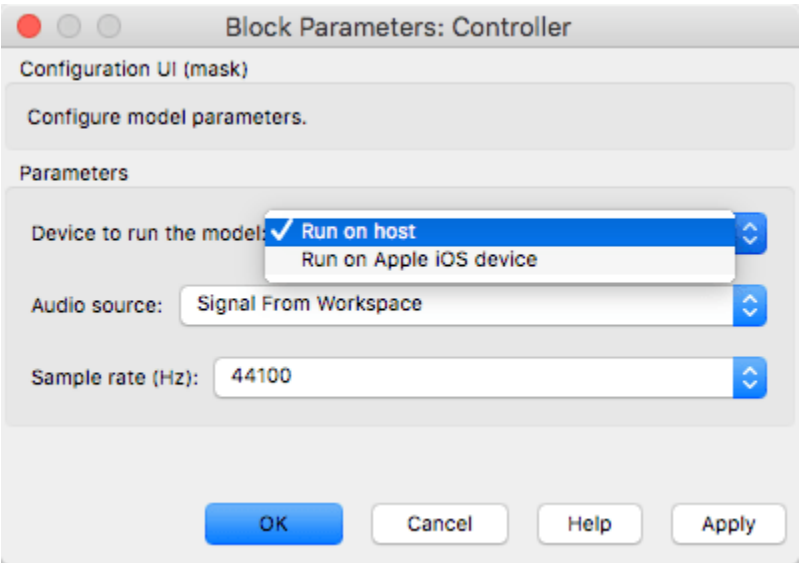 Block Parameters: Controller
Configuration UI (mask)
Configure model parameters.
Parameters
Device to run the model: ✓ Run on host
Run on Apple iOS device
Audio source: Signal From Workspace
Sample rate (Hz): 44100
OK Cancel Help Apply